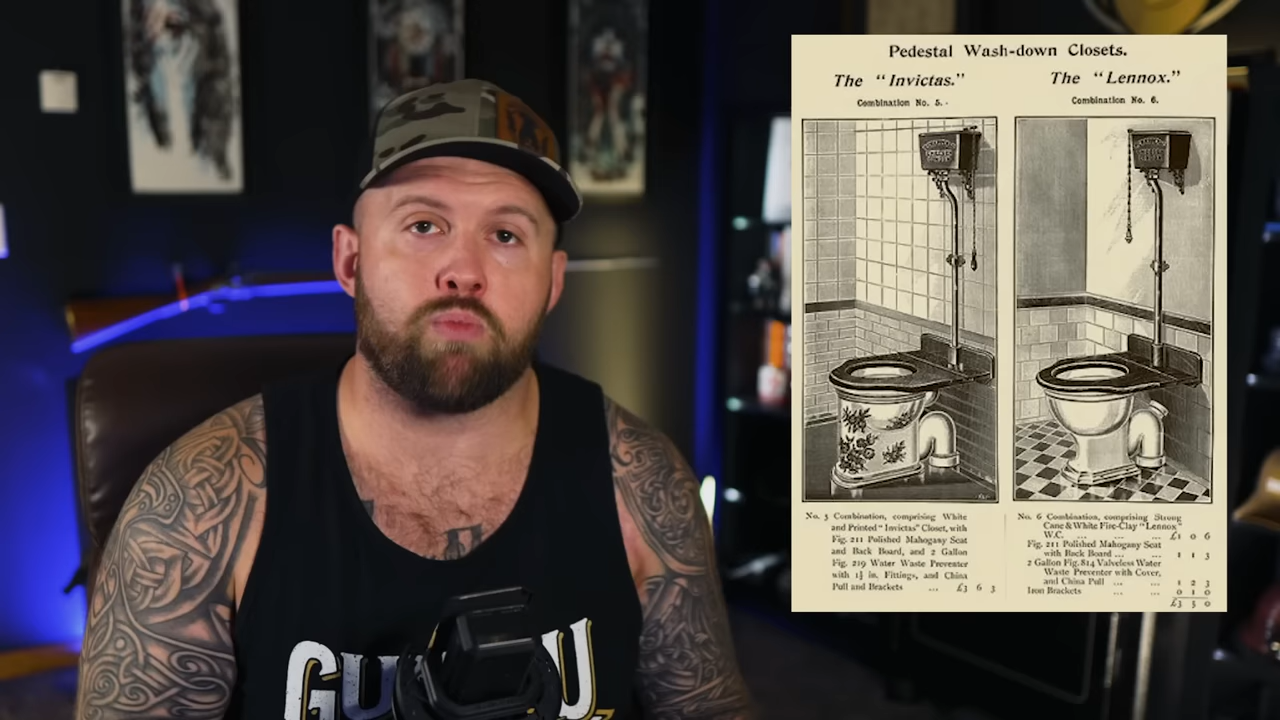 Pedestal Wash-down Closets.
The "Invictas."
Combination No. 5.
The "Lennox."
Combination No. 6.
No. 5 Combination, comprising White
and Printed "Invictas" Closet, with
Fig. 211 Polished Mahogany Seat
and Back Board, and 2 Gallon
Fig. 219 Water Waste Preventer
with 1½ in. Fittings, and China
Pull and Brackets ... £3 6 3
No. 6 Combination, comprising Strong
Cane & White Fire-Clay "Lennox"
W.C. ... ... ... £1 0 6
Fig. 211 Polished Mahogany Seat
with Back Board ... ... 1 1 3
2 Gallon Fig. 814 Valveless Water
Waste Preventer with Cover,
and China Pull ... ... 1 2 3
Iron Brackets ... ... 0 1 0
£3 5 0